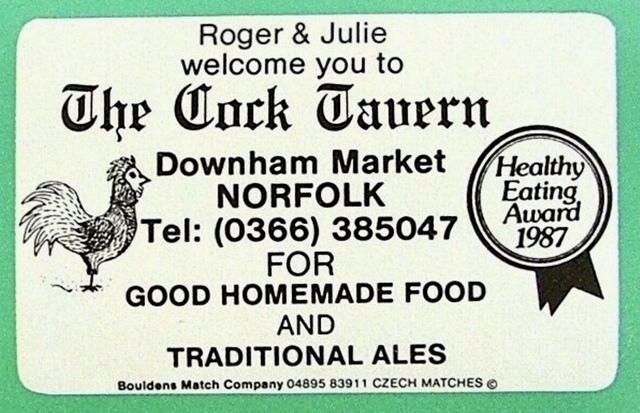 Roger & Julie
welcome you to
The Cock Tavern
Downham Market
NORFOLK
Tel: (0366) 385047
FOR
GOOD HOMEMADE FOOD
AND
TRADITIONAL ALES
Bouldens Match Company 04895 83911 CZECH MATCHES ©
Healthy
Eating
Award
1987